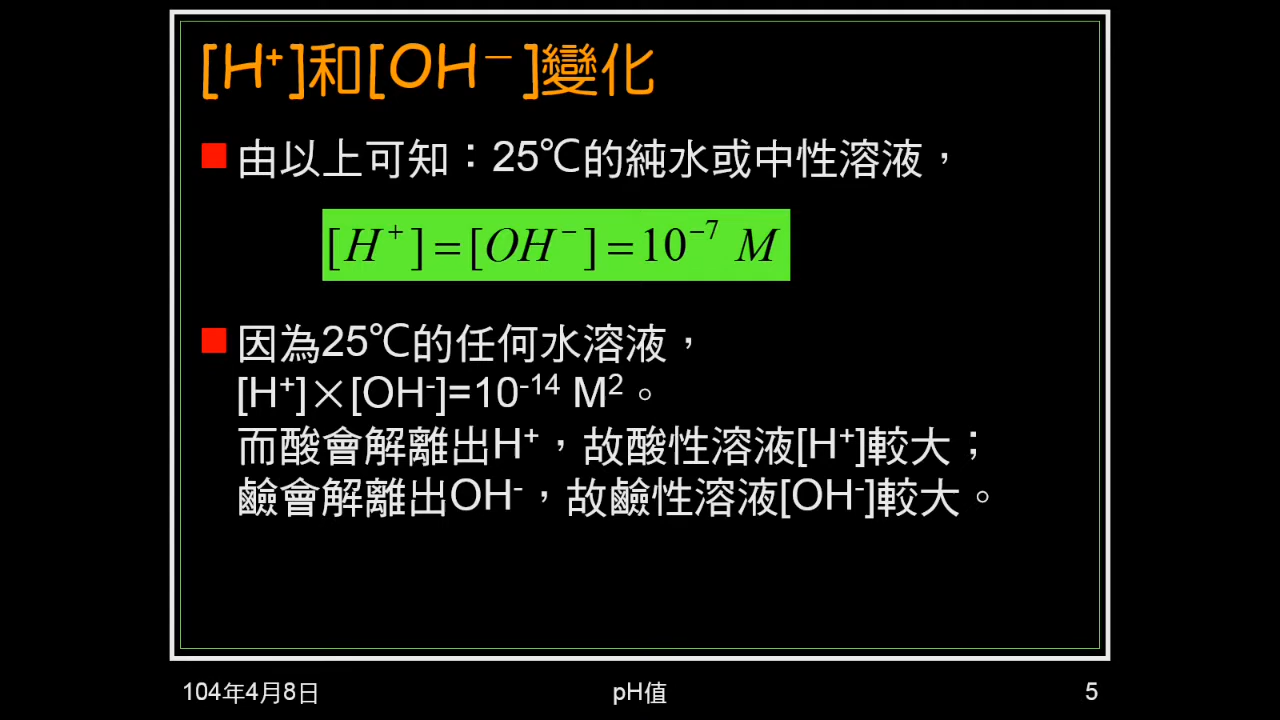 [H⁺]和[OH⁻]變化
由以上可知：25℃的純水或中性溶液，
[H⁺]=[OH⁻]=10⁻⁷ M
因為25℃的任何水溶液，
[H⁺]×[OH⁻]=10⁻¹⁴ M²。
而酸會解離出H⁺，故酸性溶液[H⁺]較大；
鹼會解離出OH⁻，故鹼性溶液[OH⁻]較大。
104年4月8日 pH值 5